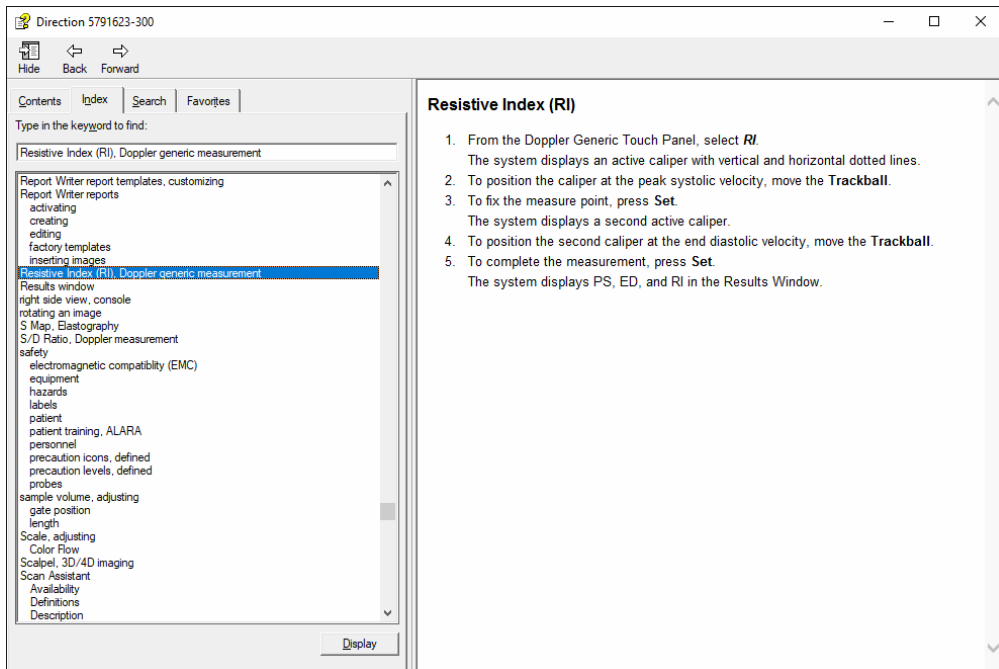 Direction 5791623-300
Hide Back Forward
Contents Index Search Favorites
Type in the keyword to find:
Resistive Index (RI), Doppler generic measurement
Report Writer report templates, customizing
Report Writer reports
activating
creating
editing
factory templates
inserting images
Resistive Index (RI), Doppler generic measurement
Results window
right side view, console
rotating an image
S Map, Elastography
S/D Ratio, Doppler measurement
safety
electromagnetic compatiblity (EMC)
equipment
hazards
labels
patient
patient training, ALARA
personnel
precaution icons, defined
precaution levels, defined
probes
sample volume, adjusting
gate position
length
Scale, adjusting
Color Flow
Scalpel, 3D/4D imaging
Scan Assistant
Availability
Definitions
Description
Display
Resistive Index (RI)
1. From the Doppler Generic Touch Panel, select RI.
The system displays an active caliper with vertical and horizontal dotted lines.
2. To position the caliper at the peak systolic velocity, move the Trackball.
3. To fix the measure point, press Set.
The system displays a second active caliper.
4. To position the second caliper at the end diastolic velocity, move the Trackball.
5. To complete the measurement, press Set.
The system displays PS, ED, and RI in the Results Window.